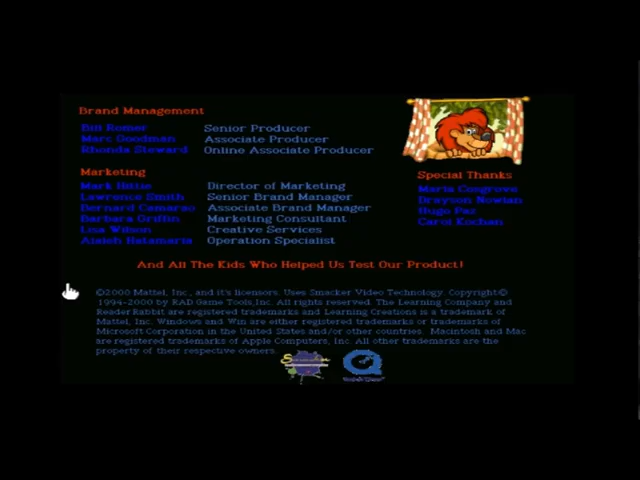 Brand Management
Bill Romer Senior Producer
Marc Goodman Associate Producer
Rhonda Steward Online Associate Producer
Marketing
Mark Director of Marketing
Lawrence Smith Senior Brand Manager
Bernard Camarao Associate Brand Manager
Barbara Griffin Marketing Consultant
Lisa Wilson Creative Services
Operation Specialist
Special Thanks
Maria Cosgrove
Drayson Nowlan
Hugo Paz
Carol Kochan
And All The Kids Who Helped Us Test Our Product!
©2000 Mattel, Inc., and it's licensors. Uses Smacker Video Technology. Copyright©
1994-2000 by RAD Game Tools,Inc. All rights reserved. The Learning Company and
Reader Rabbit are registered trademarks and Learning Creations is a trademark of
Mattel, Inc. Windows and Win are either registered trademarks or trademarks of
Microsoft Corporation in the United States and/or other countries. Macintosh and Mac
are registered trademarks of Apple Computers, Inc. All other trademarks are the
property of their respective owners.